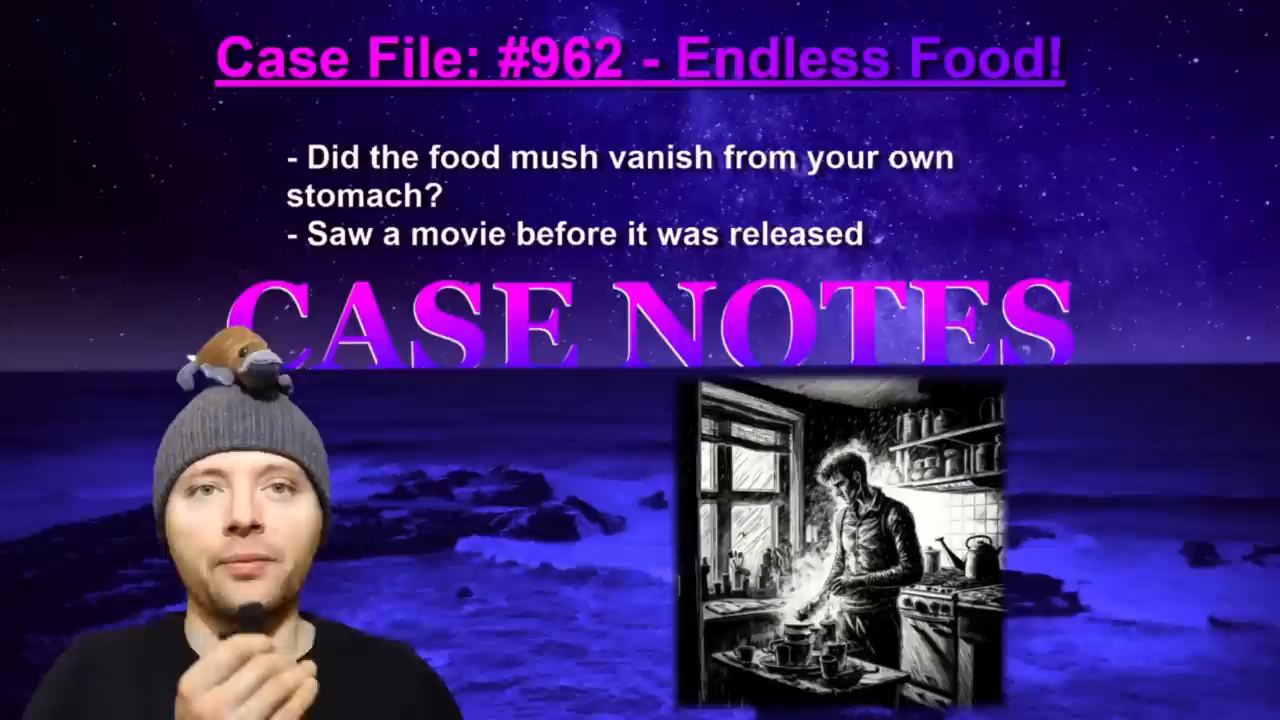 Case File: #962 - Endless Food!
- Did the food mush vanish from your own
stomach?
- Saw a movie before it was released
CASE NOTES